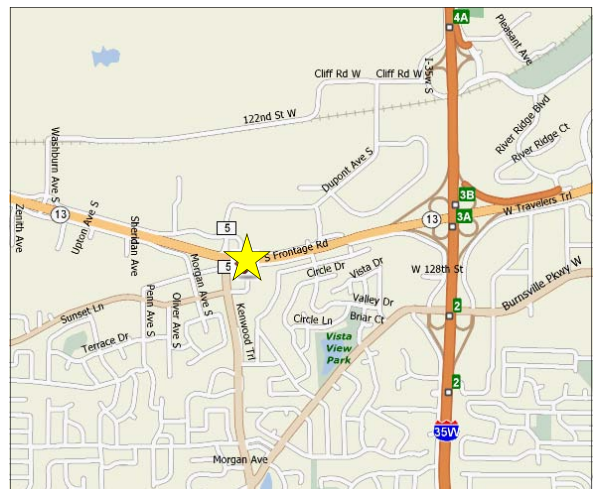 4A
Pleasant Ave
I-35W S
Cliff Rd W
Cliff Rd W
122nd St W
River Ridge Blvd
River Ridge Ct
Washburn Ave S
Dupont Ave S
3B
3A
W Travelers Trl
13
13
Zenith Ave
Upton Ave S
Sheridan Ave
5
S Frontage Rd
5
Morgan Ave S
Circle Dr
Vista Dr
W 128th St
Burnsville Pkwy W
Penn Ave S
Oliver Ave S
Sunset Ln
Valley Dr
2
Kenwood Trl
Circle Ln
Briar Ct
Terrace Dr
Vista
View
Park
2
35W
Morgan Ave